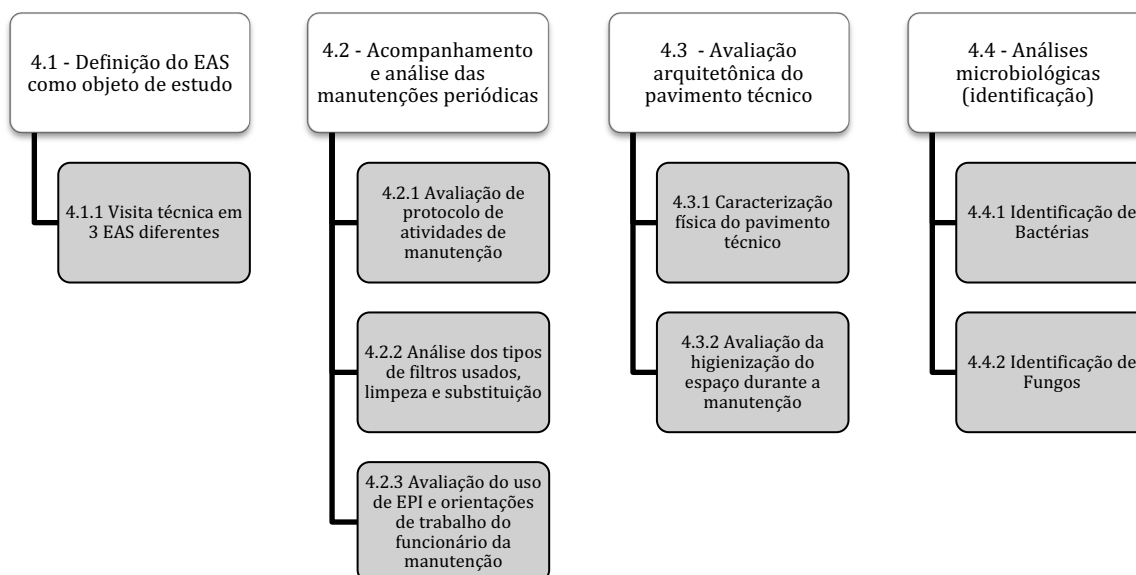 4.1 - Definição do EAS
como objeto de estudo
4.1.1 Visita técnica em
3 EAS diferentes
4.2 - Acompanhamento
e análise das
manutenções periódicas
4.2.1 Avaliação de
protocolo de
atividades de
manutenção
4.2.2 Análise dos tipos
de filtros usados,
limpeza e substituição
4.2.3 Avaliação do uso
de EPI e orientações
de trabalho do
funcionário da
manutenção
4.3 - Avaliação
arquitetônica do
pavimento técnico
4.3.1 Caracterização
física do pavimento
técnico
4.3.2 Avaliação da
higienização do
espaço durante a
manutenção
4.4 - Análises
microbiológicas
(identificação)
4.4.1 Identificação de
Bactérias
4.4.2 Identificação de
Fungos